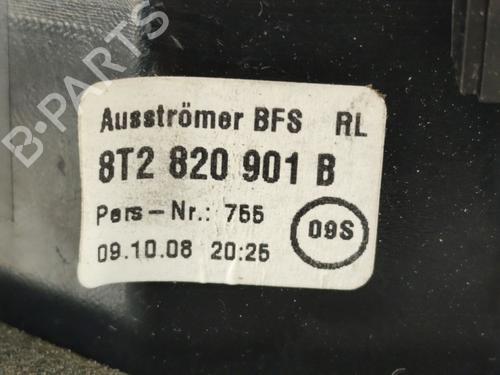 B-PARTS
Ausströmer BFS RL
8T2 820 901 B
Pers-Nr.: 755
09S
09.10.08 20:25